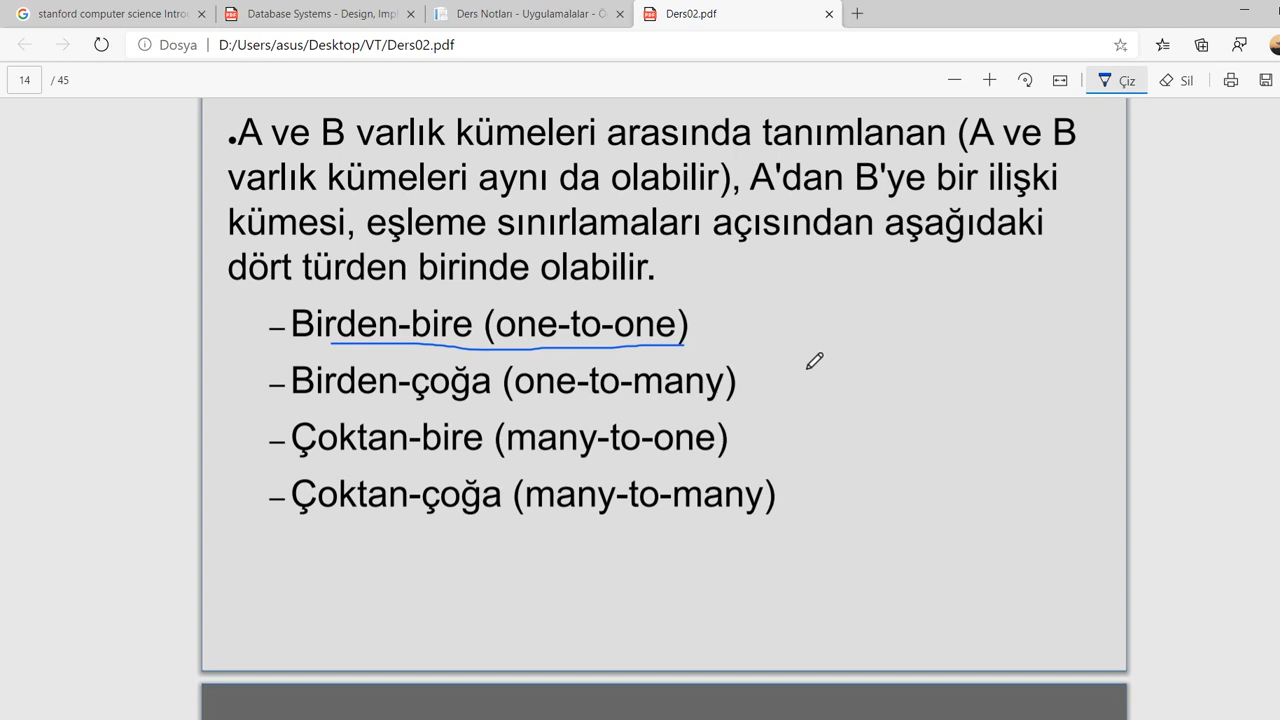 stanford computer science Intro
Database Systems - Design, Impl
Ders Notları - Uygulamalalar - Ö
Ders02.pdf
Dosya
D:/Users/asus/Desktop/VT/Ders02.pdf
14 / 45
Çiz
Sil
.A ve B varlık kümeleri arasında tanımlanan (A ve B
varlık kümeleri aynı da olabilir), A'dan B'ye bir ilişki
kümesi, eşleme sınırlamaları açısından aşağıdaki
dört türden birinde olabilir.
– Birden-bire (one-to-one)
– Birden-çoğa (one-to-many)
– Çoktan-bire (many-to-one)
– Çoktan-çoğa (many-to-many)